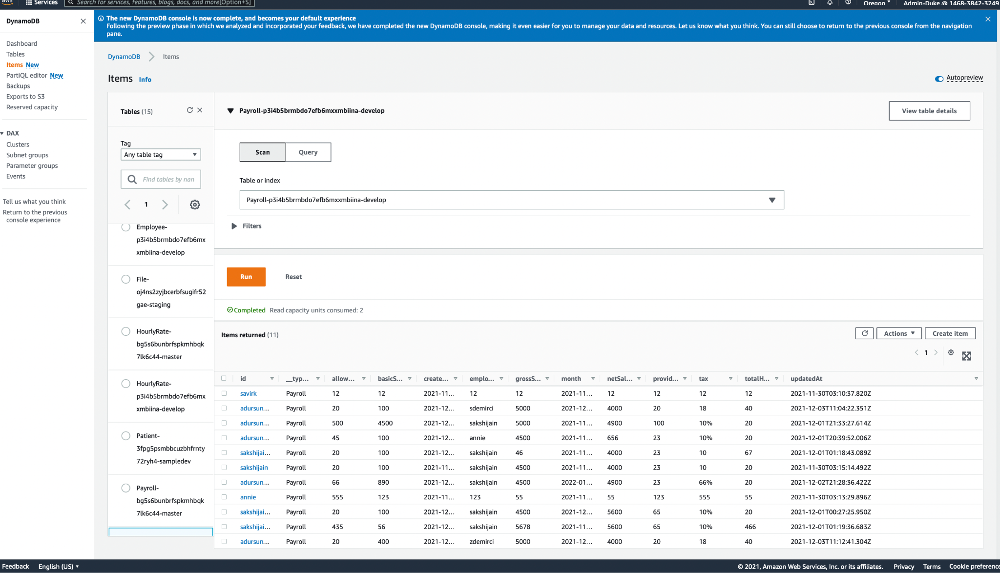 aws
Services
Search for services, features, blogs, docs, and more
[Option+S]
Oregon
Admin-Duke @ 1468-3842-3249
DynamoDB
Dashboard
Tables
Items New
PartiQL editor New
Backups
Exports to S3
Reserved capacity
DAX
Clusters
Subnet groups
Parameter groups
Events
Tell us what you think
Return to the previous
console experience
The new DynamoDB console is now complete, and becomes your default experience
Following the preview phase in which we analyzed and incorporated your feedback, we have completed the new DynamoDB console, making it even easier for you to manage your data and resources. Let us know what you think. You can still choose to return to the previous console from the navigation
pane.
DynamoDB Items
Items Info
Autopreview
Tables (15)
Tag
Any table tag
Find tables by nan
1
Employee-
p3i4b5brmbdo7efb6mx
xmbiina-develop
File-
oj4ns2zyjbcerbfsugifr52
gae-staging
HourlyRate-
bg5s6bunbrfspkmhbqk
7lk6c44-master
HourlyRate-
p3i4b5brmbdo7efb6mx
xmbiina-develop
Patient-
3fpg5psmbbcuzbhfrnty
72ryh4-sampledev
Payroll-
bg5s6bunbrfspkmhbqk
7lk6c44-master
Payroll-p3i4b5brmbdo7efb6mxxmbiina-develop
View table details
Scan Query
Table or index
Payroll-p3i4b5brmbdo7efb6mxxmbiina-develop
Filters
Run Reset
Completed Read capacity units consumed: 2
Items returned (11)
Actions Create item
1
id __typ... allow... basicS... create... emplo... grossS... month netSal... provid... tax totalH... updatedAt
savirk Payroll 12 12 2021-11... 12 12 2021-11... 12 12 12 12 2021-11-30T03:10:37.820Z
adursun... Payroll 20 100 2021-12... sdemirci 5000 2021-12... 4000 20 18 40 2021-12-03T11:04:22.351Z
adursun... Payroll 500 4500 2021-12... sakshijain 5000 2021-11... 4900 100 10% 20 2021-12-01T21:33:27.614Z
adursun... Payroll 45 100 2021-12... annie 4500 2021-11... 656 23 10% 20 2021-12-01T20:39:52.006Z
sakshijai... Payroll 20 100 2021-12... sakshijain 46 2021-11... 4000 23 10 67 2021-12-01T01:18:43.089Z
sakshijain Payroll 20 100 2021-11... sakshijain 4500 2021-11... 4000 23 10 20 2021-11-30T03:15:14.492Z
adursun... Payroll 66 890 2021-12... sakshijain 4500 2022-01... 4900 23 66% 20 2021-12-02T21:28:36.422Z
annie Payroll 555 123 2021-11... 123 55 2021-11... 55 123 555 55 2021-11-30T03:13:29.896Z
sakshijai... Payroll 20 100 2021-12... sakshijain 4500 2021-12... 5600 65 10% 20 2021-12-01T00:27:25.950Z
sakshijai... Payroll 435 56 2021-12... sakshijain 5678 2021-11... 5600 65 10% 466 2021-12-01T01:19:36.683Z
adursun... Payroll 20 400 2021-12... zdemirci 5000 2021-12... 4000 20 18 40 2021-12-03T11:12:41.304Z
Feedback English (US)
© 2021, Amazon Web Services, Inc. or its affiliates. Privacy Terms Cookie preference